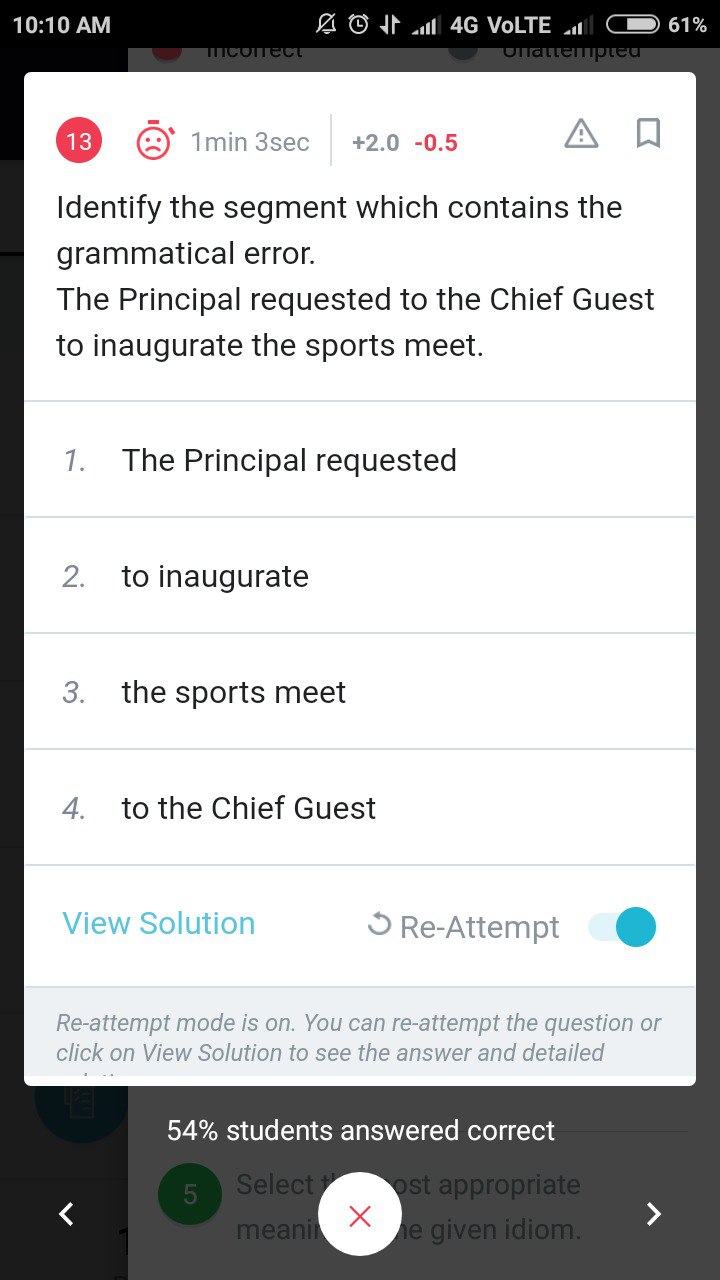 10:10 AM 4G VoLTE 61%
Incorrect Unattempted
13 1min 3sec +2.0 -0.5
Identify the segment which contains the
grammatical error.
The Principal requested to the Chief Guest
to inaugurate the sports meet.
1. The Principal requested
2. to inaugurate
3. the sports meet
4. to the Chief Guest
View Solution Re-Attempt
Re-attempt mode is on. You can re-attempt the question or
click on View Solution to see the answer and detailed
54% students answered correct
5 Select ost appropriate
meani e given idiom.